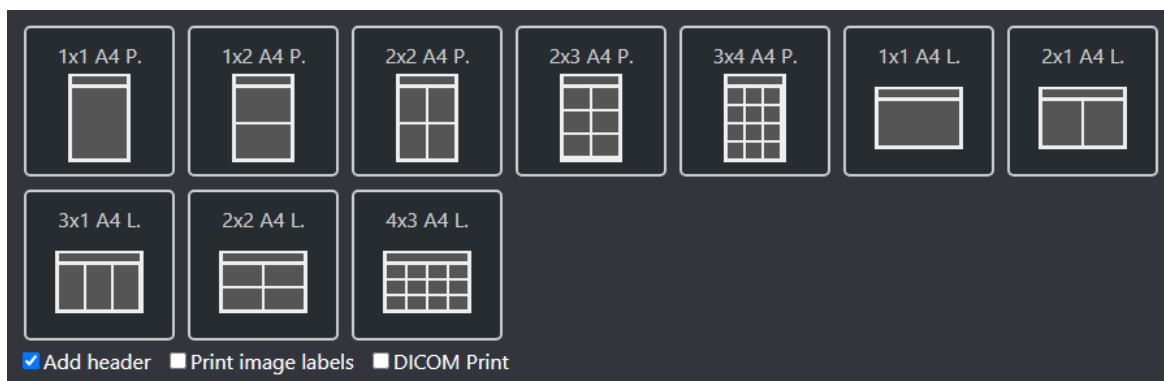 1x1 A4 P.
1x2 A4 P.
2x2 A4 P.
2x3 A4 P.
3x4 A4 P.
1x1 A4 L.
2x1 A4 L.
3x1 A4 L.
2x2 A4 L.
4x3 A4 L.
Add header
Print image labels
DICOM Print